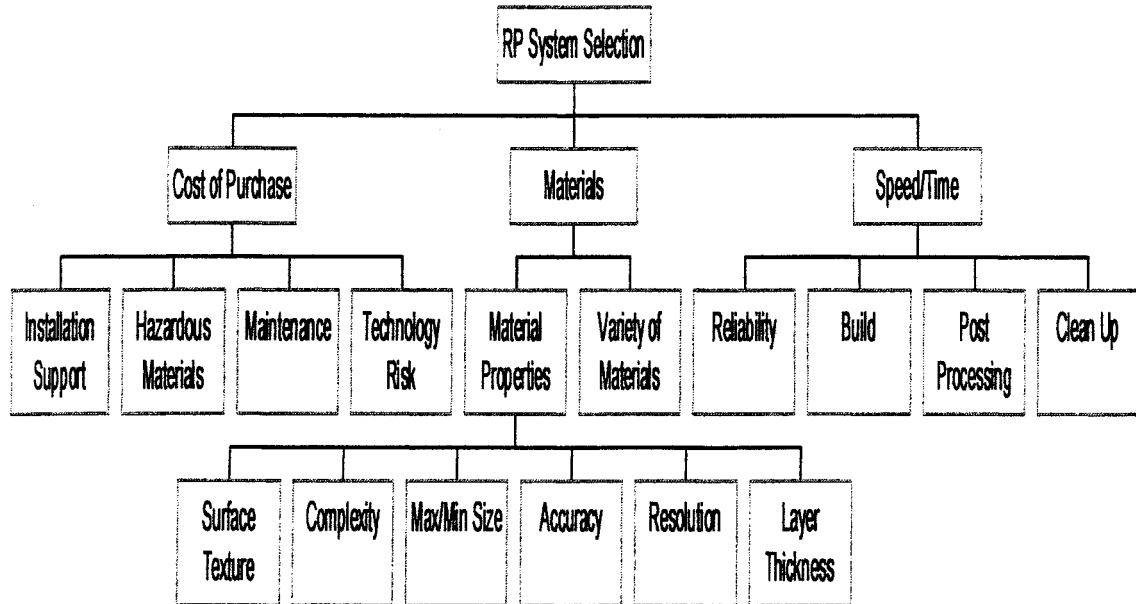 RP System Selection
Cost of Purchase
Materials
Speed/Time
Installation
Support
Hazardous
Materials
Maintenance
Technology
Risk
Material
Properties
Variety of
Materials
Reliability
Build
Post
Processing
Clean Up
Surface
Texture
Complexity
Max/Min Size
Accuracy
Resolution
Layer
Thickness